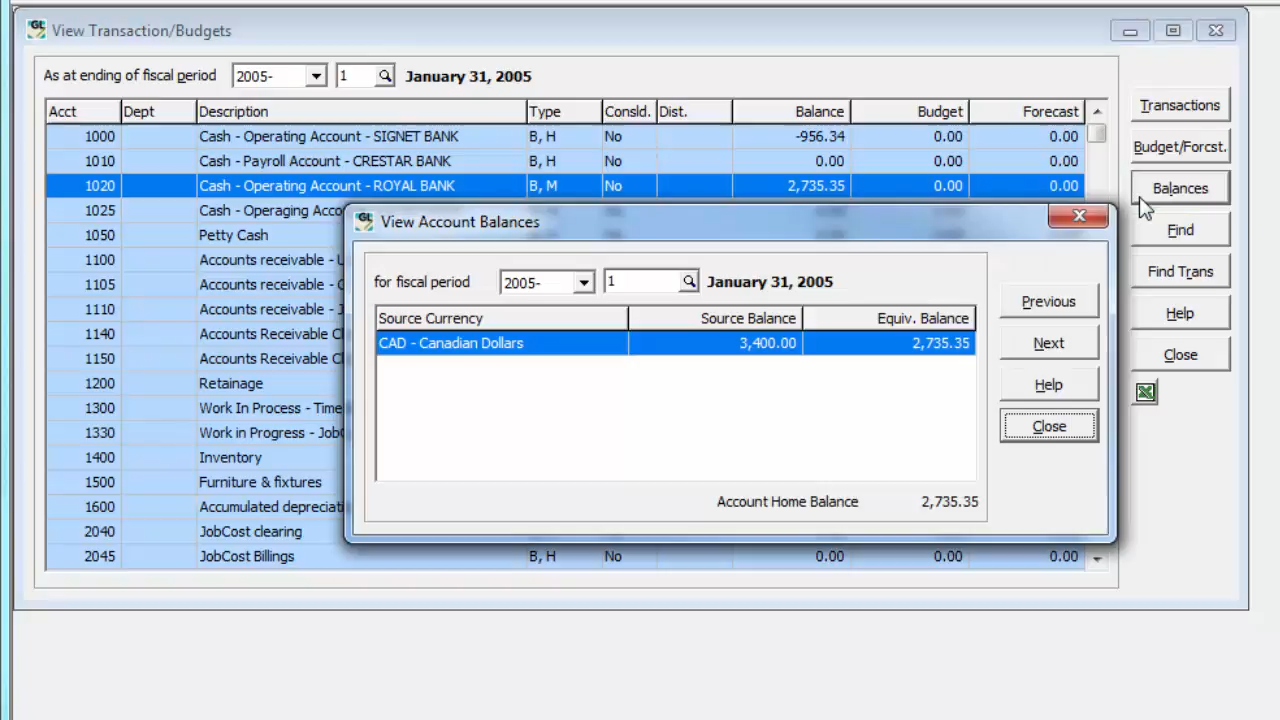 GL View Transaction/Budgets
As at ending of fiscal period 2005- 1 January 31, 2005
Acct Dept Description Type Consld. Dist. Balance Budget Forecast
1000 Cash - Operating Account - SIGNET BANK B, H No -956.34 0.00 0.00
1010 Cash - Payroll Account - CRESTAR BANK B, H No 0.00 0.00 0.00
1020 Cash - Operating Account - ROYAL BANK B, M No 2,735.35 0.00 0.00
1025 Cash - Operaging Acco
1050 Petty Cash
1100 Accounts receivable -
1105 Accounts receivable -
1110 Accounts receivable -
1140 Accounts Receivable
1150 Accounts Receivable
1200 Retainage
1300 Work In Process - Time
1330 Work in Progress -
1400 Inventory
1500 Furniture & fixtures
1600 Accumulated depreciati
2040 JobCost clearing
2045 JobCost Billings B, H No 0.00 0.00 0.00
Transactions
Budget/Forcst.
Balances
Find
Find Trans
Help
Close
GL View Account Balances
for fiscal period 2005- 1 January 31, 2005
Source Currency Source Balance Equiv. Balance
CAD - Canadian Dollars 3,400.00 2,735.35
Account Home Balance 2,735.35
Previous
Next
Help
Close